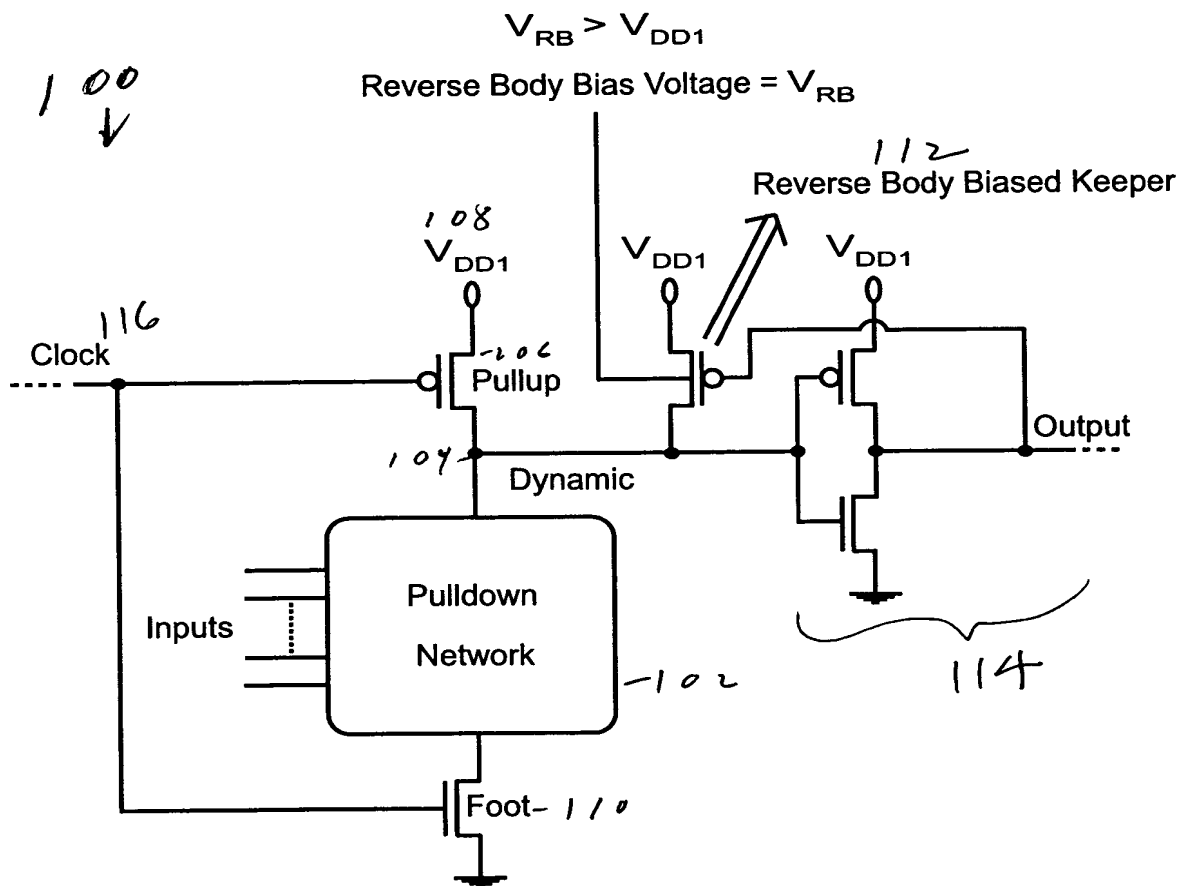 V_RB > V_DD1
Reverse Body Bias Voltage = V_RB
100
112
Reverse Body Biased Keeper
108
V_DD1
V_DD1
V_DD1
116
Clock
206
Pullup
104
Dynamic
Output
Inputs
Pulldown
Network
102
114
Foot
110